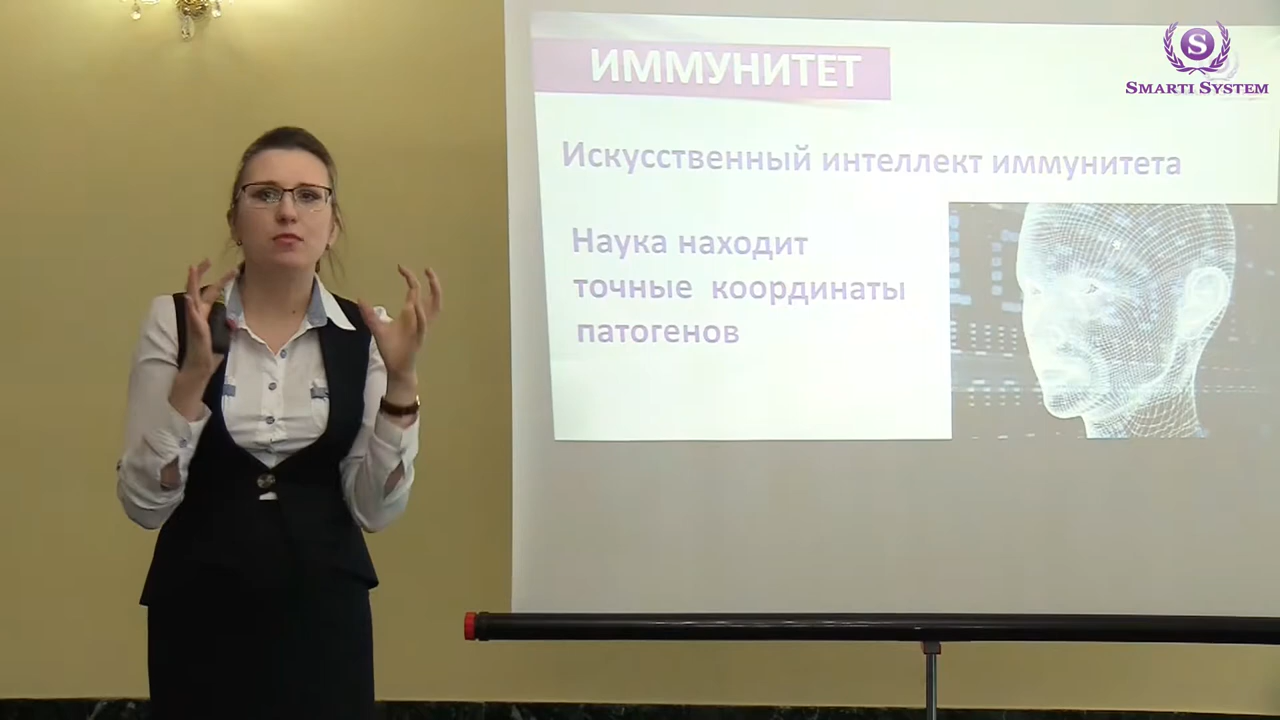 ИММУНИТЕТ
S
SMARTI SYSTEM
Искусственный интеллект иммунитета
Наука находит
точные координаты
патогенов